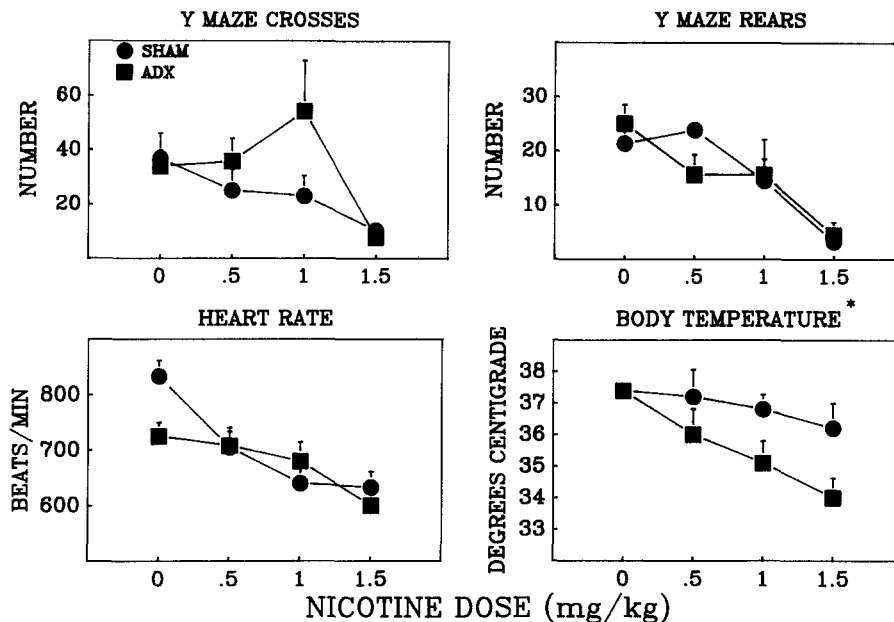 Y MAZE CROSSES
SHAM
ADX
NUMBER
60
40
20
0 .5 1 1.5
Y MAZE REARS
NUMBER
30
20
10
0 .5 1 1.5
HEART RATE
BEATS/MIN
800
700
600
0 .5 1 1.5
BODY TEMPERATURE*
DEGREES CENTIGRADE
38
37
36
35
34
33
0 .5 1 1.5
NICOTINE DOSE (mg/kg)